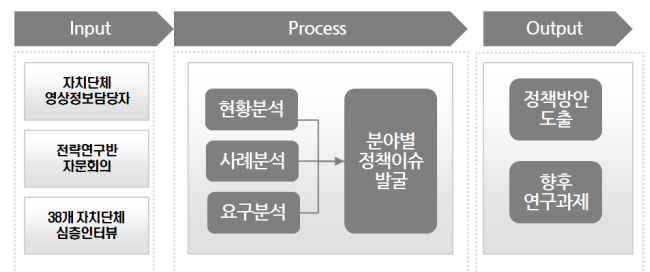 Input
Process
Output
자치단체
영상정보담당자
전략연구반
자문회의
38개 자치단체
심층인터뷰
현황분석
사례분석
요구분석
분야별
정책이슈
발굴
정책방안
도출
향후
연구과제